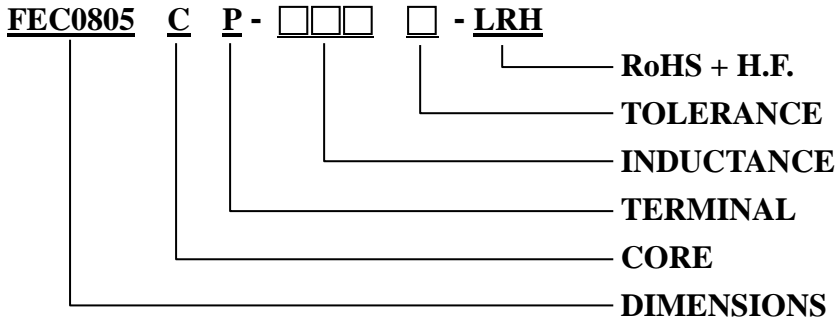 FEC0805 C P - □□□ □ - LRH
RoHS + H.F.
TOLERANCE
INDUCTANCE
TERMINAL
CORE
DIMENSIONS